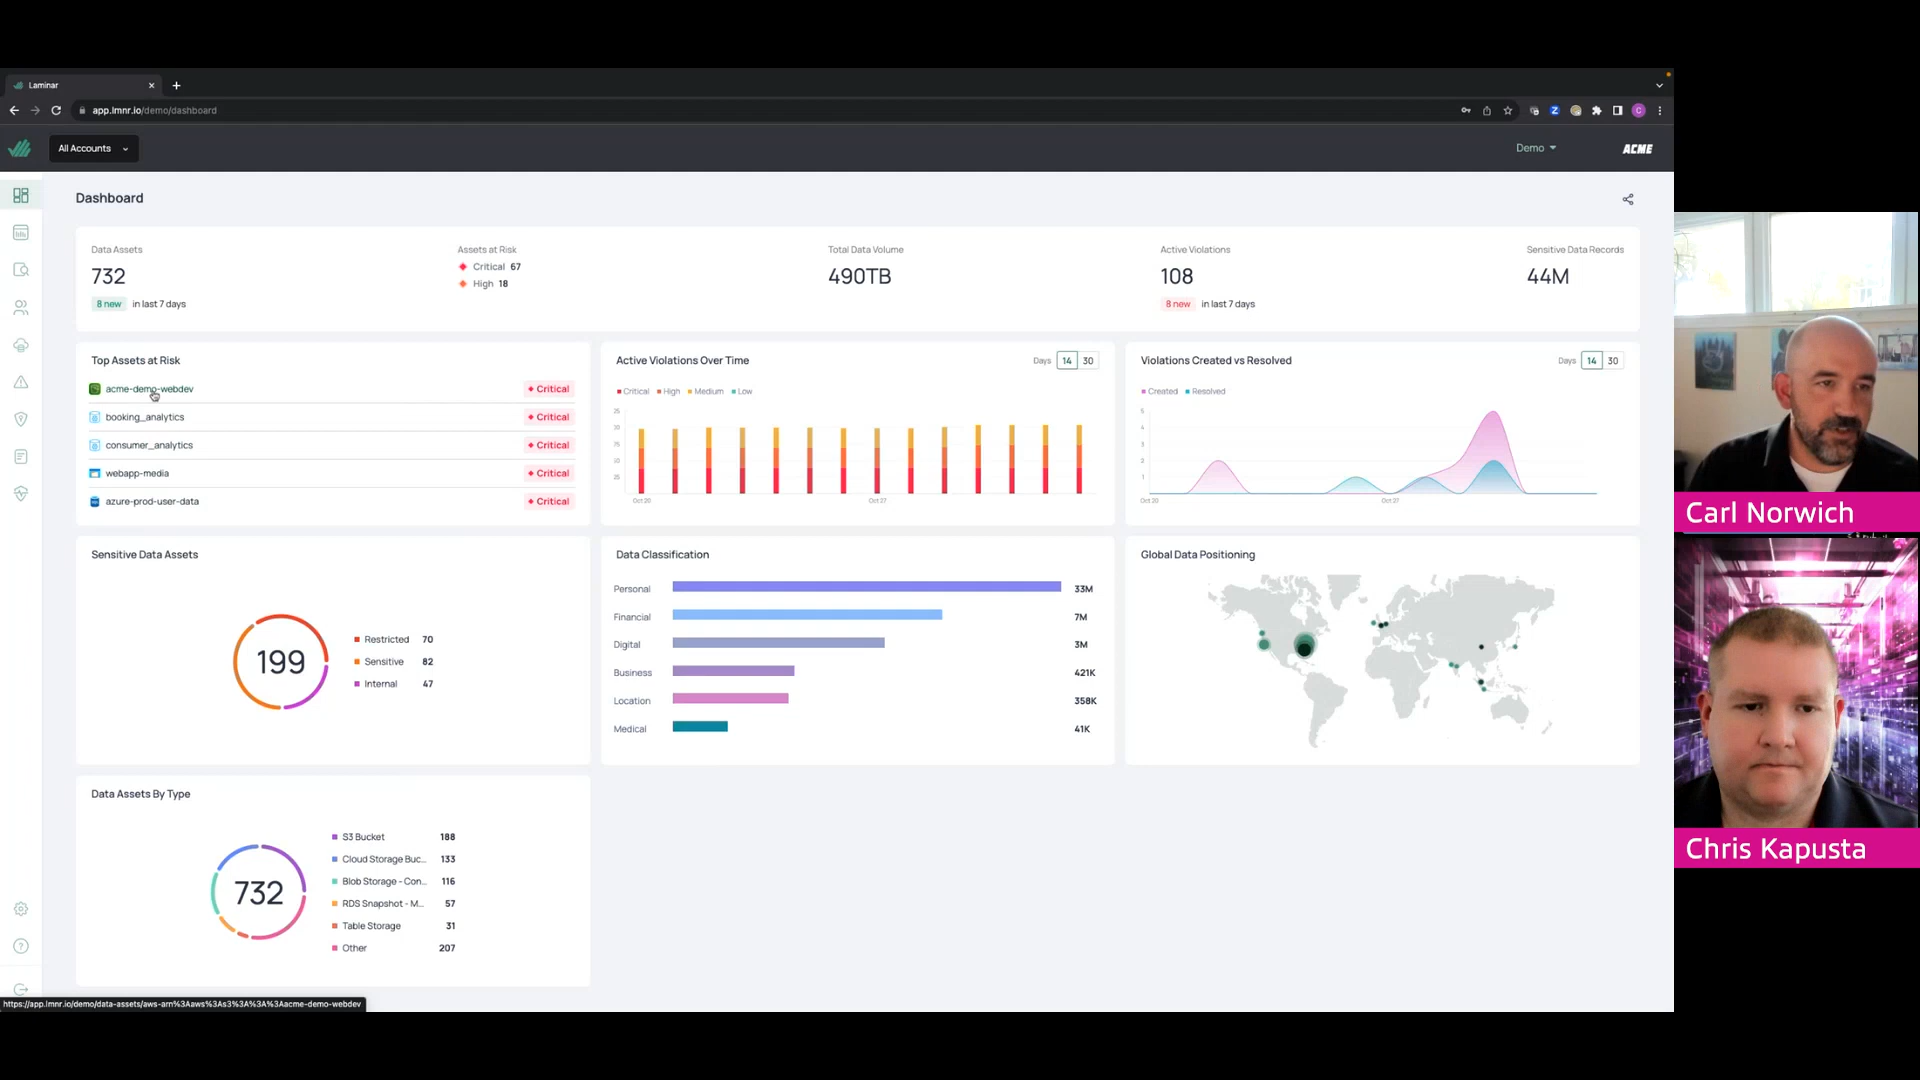 Laminar
app.lmnr.io/demo/dashboard
All Accounts
Demo
ACME
Dashboard
Data Assets
732
8 new in last 7 days
Assets at Risk
Critical 67
High 18
Total Data Volume
490TB
Active Violations
108
8 new in last 7 days
Sensitive Data Records
44M
Top Assets at Risk
acme-demo-webdev Critical
booking_analytics Critical
consumer_analytics Critical
webapp-media Critical
azure-prod-user-data Critical
Active Violations Over Time
Days 14 30
Critical High Medium Low
Oct 20 Oct 27
Violations Created vs Resolved
Days 14 30
Created Resolved
5
4
3
2
1
Oct 20 Oct 27
Sensitive Data Assets
199
Restricted 70
Sensitive 82
Internal 47
Data Classification
Personal 33M
Financial 7M
Digital 3M
Business 421K
Location 358K
Medical 41K
Global Data Positioning
Data Assets By Type
732
S3 Bucket 188
Cloud Storage Buc... 133
Blob Storage - Con... 116
RDS Snapshot - M... 57
Table Storage 31
Other 207
https://app.lmnr.io/demo/data-assets/aws-arn%3Aaws%3As3%3A%3A%3Aacme-demo-webdev
Carl Norwich
Chris Kapusta